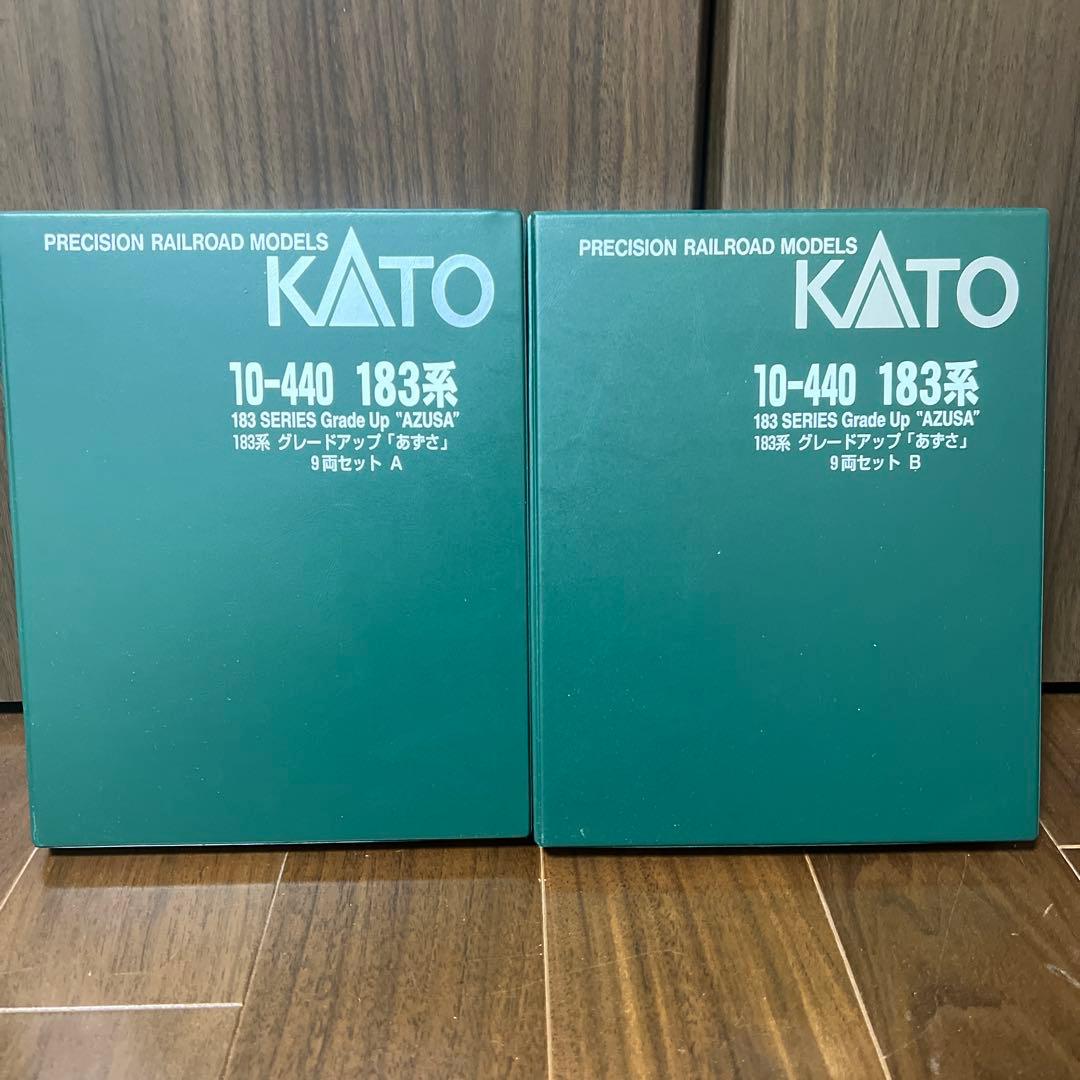 PRECISION RAILROAD MODELS
KATO
10-440 183系
183 SERIES Grade Up "AZUSA"
183系 グレードアップ「あずさ」
9両セット A
PRECISION RAILROAD MODELS
KATO
10-440 183系
183 SERIES Grade Up "AZUSA"
183系 グレードアップ「あずさ」
9両セット B